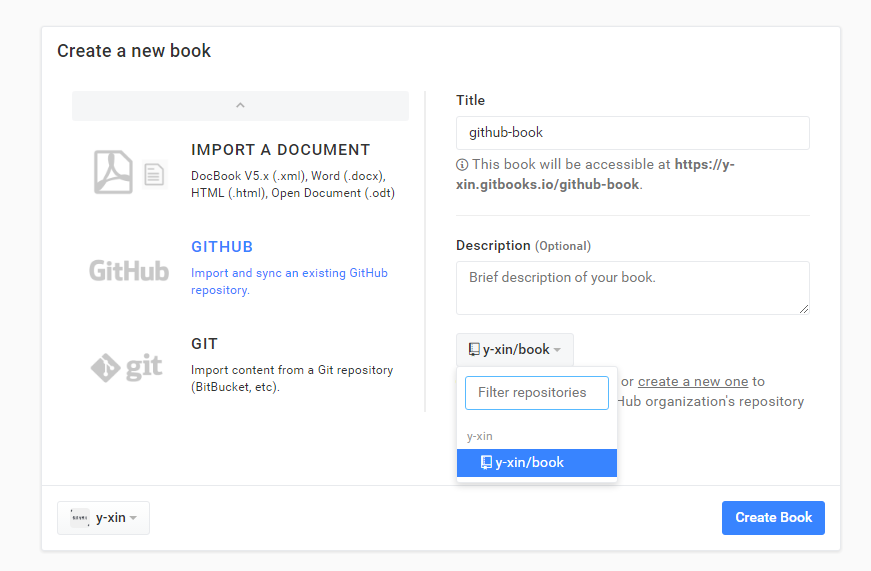 Create a new book
IMPORT A DOCUMENT
DocBook V5.x (.xml), Word (.docx),
HTML (.html), Open Document (.odt)
GitHub
GITHUB
Import and sync an existing GitHub
repository.
git
GIT
Import content from a Git repository
(BitBucket, etc).
Title
github-book
This book will be accessible at https://y-
xin.gitbooks.io/github-book.
Description (Optional)
Brief description of your book.
y-xin/book
Filter repositories
or create a new one to
Hub organization's repository
y-xin
y-xin/book
y-xin
Create Book